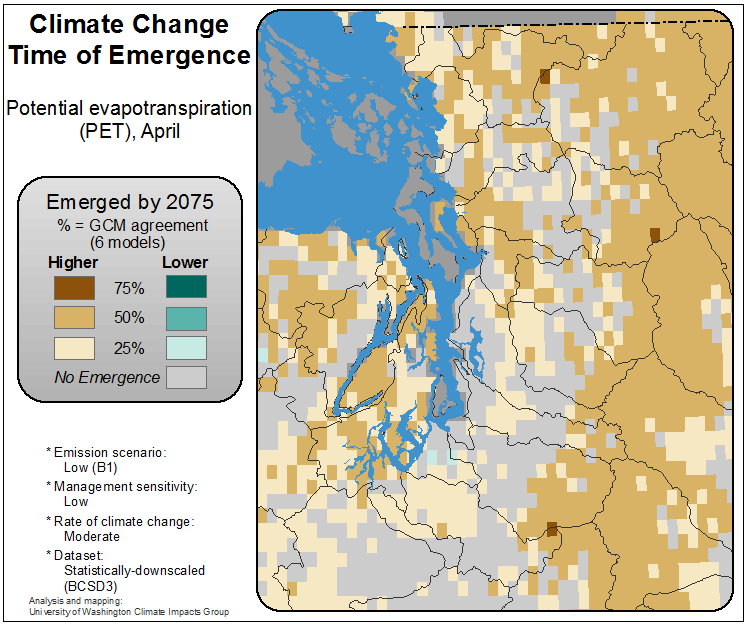 Climate Change
Time of Emergence
Potential evapotranspiration
(PET), April
Emerged by 2075
% = GCM agreement
(6 models)
Higher Lower
75%
50%
25%
No Emergence
* Emission scenario:
Low (B1)
* Management sensitivity:
Low
* Rate of climate change:
Moderate
* Dataset:
Statistically-downscaled
(BCSD3)
Analysis and mapping:
University of Washington Climate Impacts Group